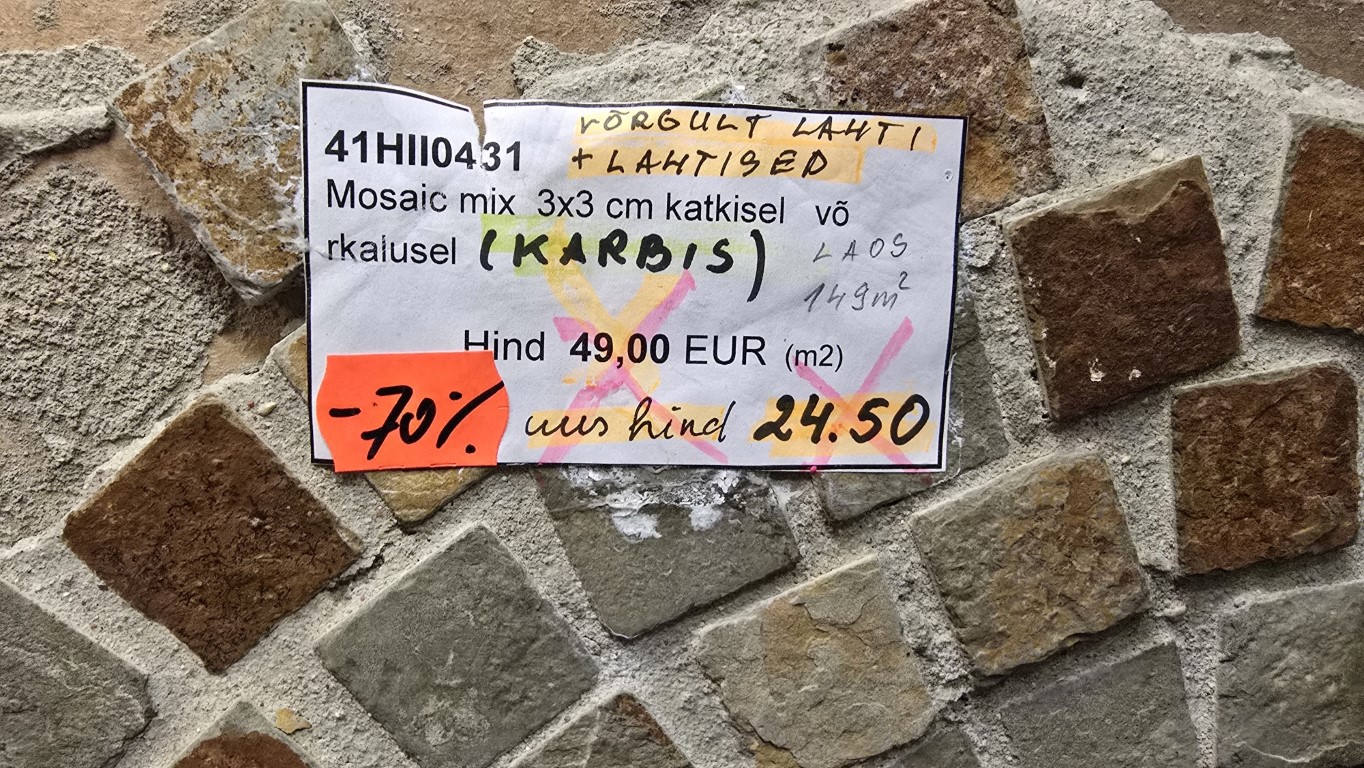 VÕRGULT LAHTI
+ LAHTISED
41HII0431
Mosaic mix 3x3 cm katkisel võ
rkalusel (KARBIS)
LAOS
149m²
Hind 49,00 EUR (m2)
-70%
uus hind 24.50